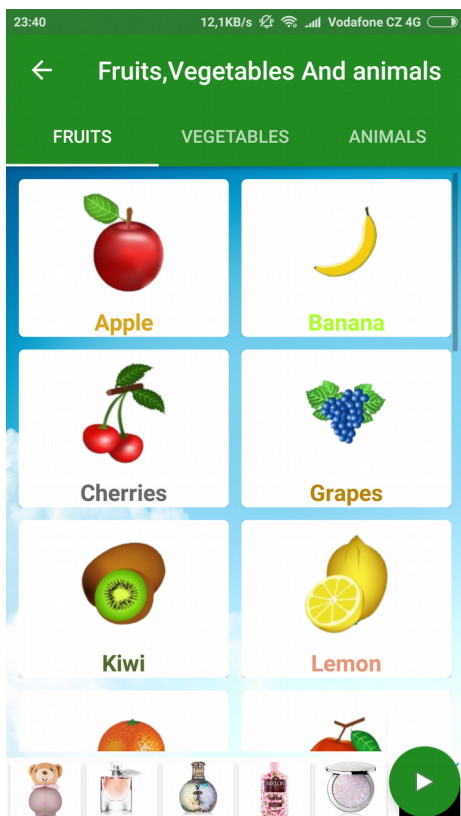 23:40 12,1KB/s Vodafone CZ 4G
Fruits,Vegetables And animals
FRUITS VEGETABLES ANIMALS
Apple Banana
Cherries Grapes
Kiwi Lemon